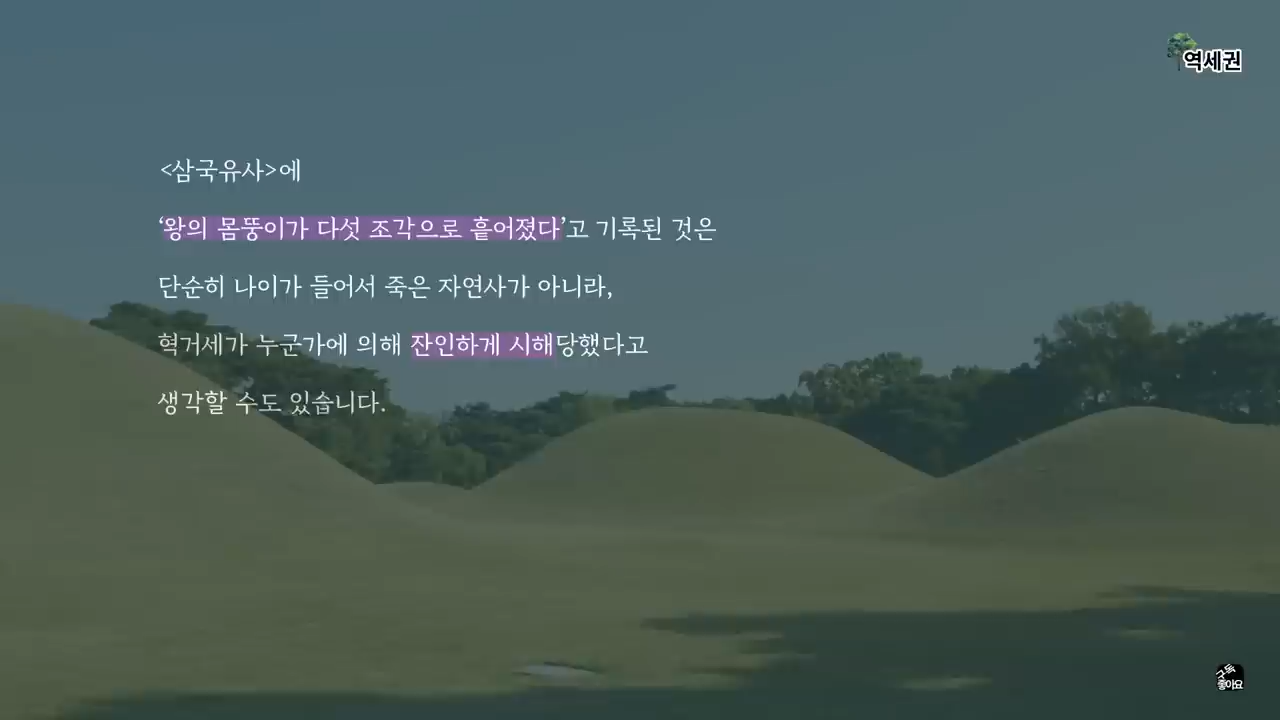 역세권
<삼국유사>에
‘왕의 몸뚱이가 다섯 조각으로 흩어졌다’고 기록된 것은
단순히 나이가 들어서 죽은 자연사가 아니라,
혁거세가 누군가에 의해 잔인하게 시해당했다고
생각할 수도 있습니다.
구독
좋아요